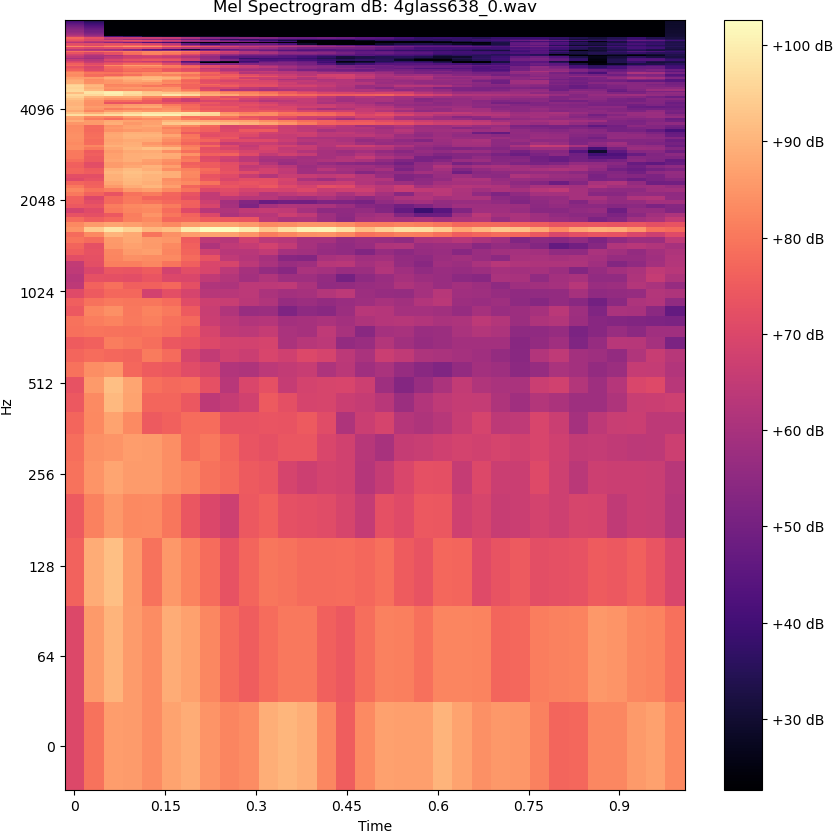 Mel Spectrogram dB: 4glass638_0.wav
+100 dB
+90 dB
+80 dB
+70 dB
+60 dB
+50 dB
+40 dB
+30 dB
4096
2048
1024
512
256
128
64
0
Hz
0 0.15 0.3 0.45 0.6 0.75 0.9
Time